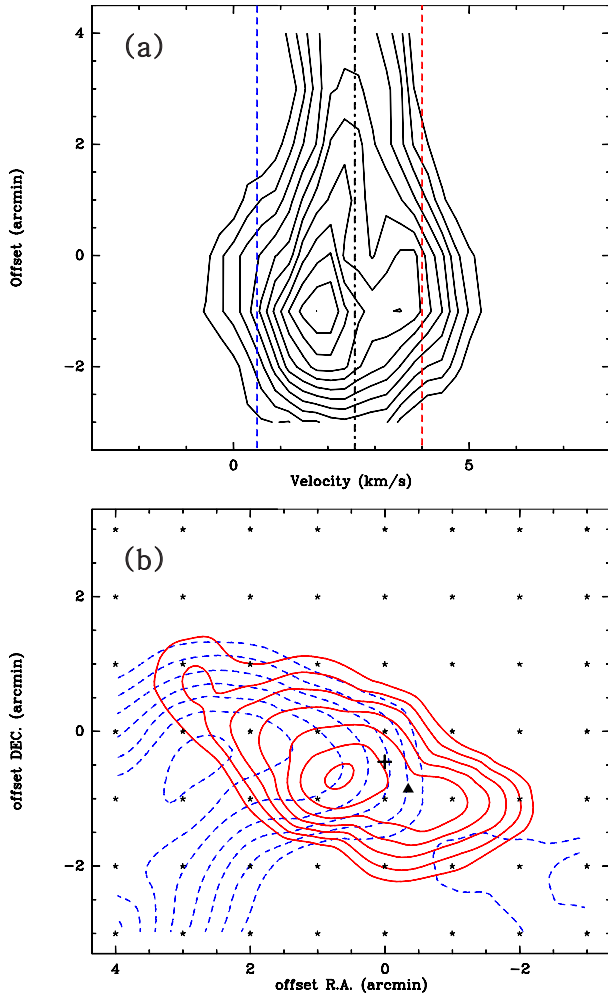 (a)
4
2
0
-2
Offset (arcmin)
0 5
Velocity (km/s)
(b)
2
0
-2
offset DEC. (arcmin)
4 2 0 -2
offset R.A. (arcmin)